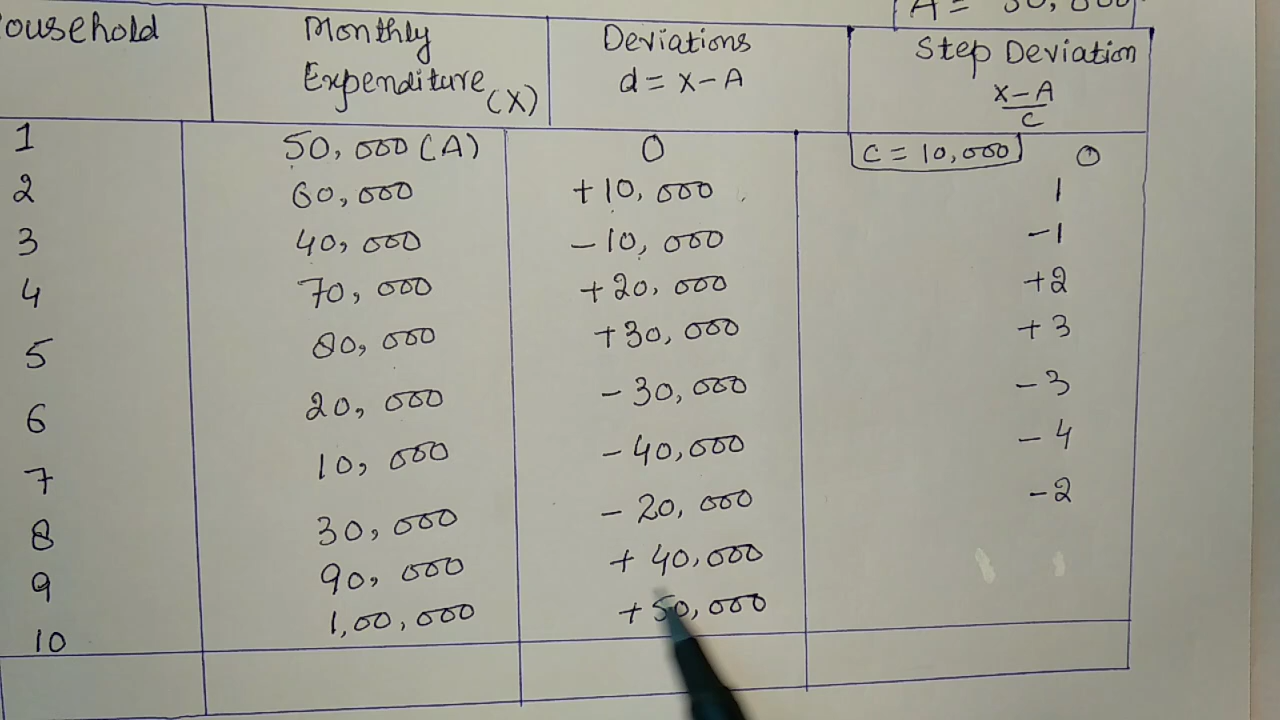 A = 50,000
ousehold Monthly Expenditure (X) Deviations d = X-A Step Deviation X-A/C
1 50,000 (A) 0 C = 10,000 0
2 60,000 +10,000 1
3 40,000 -10,000 -1
4 70,000 +20,000 +2
5 80,000 +30,000 +3
6 20,000 -30,000 -3
7 10,000 -40,000 -4
8 30,000 -20,000 -2
9 90,000 +40,000
10 1,00,000 +50,000